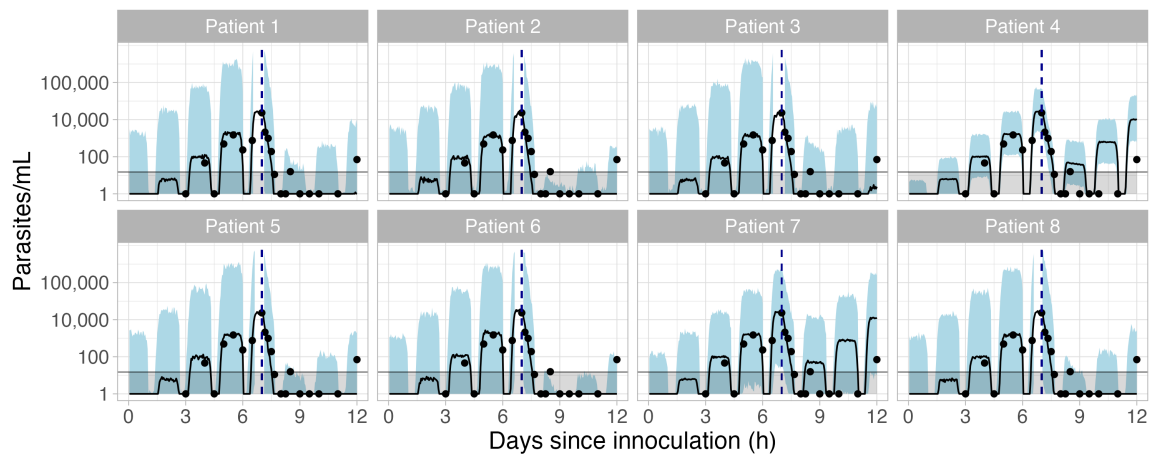 Patient 1 Patient 2 Patient 3 Patient 4
100,000
10,000
100
1
Patient 5 Patient 6 Patient 7 Patient 8
100,000
10,000
100
1
0 3 6 9 12 0 3 6 9 12 0 3 6 9 12 0 3 6 9 12
Days since innoculation (h)
Parasites/mL